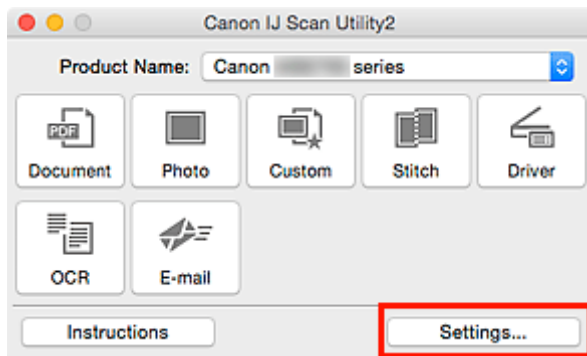 Canon IJ Scan Utility2
Product Name: Canon series
PDF
Document Photo Custom Stitch Driver
OCR E-mail
Instructions Settings...